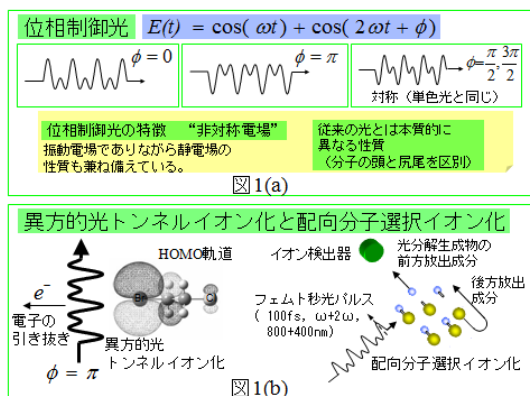 位相制御光 E(t) = cos( ωt) + cos( 2ωt + ϕ)
ϕ = 0
ϕ = π
ϕ= π/2, 3π/2
対称（単色光と同じ）
位相制御光の特徴 “非対称電場”
振動電場でありながら静電場の
性質も兼ね備えている。
従来の光とは本質的に
異なる性質
（分子の頭と尻尾を区別）
図1(a)
異方的光トンネルイオン化と配向分子選択イオン化
HOMO軌道
e⁻
電子の
引き抜き
ϕ = π
異方的光
トンネルイオン化
イオン検出器
光分解生成物の
前方放出成分
後方放出
成分
フェムト秒光パルス
( 100fs, ω+2ω,
800+400nm)
配向分子選択イオン化
図1(b)